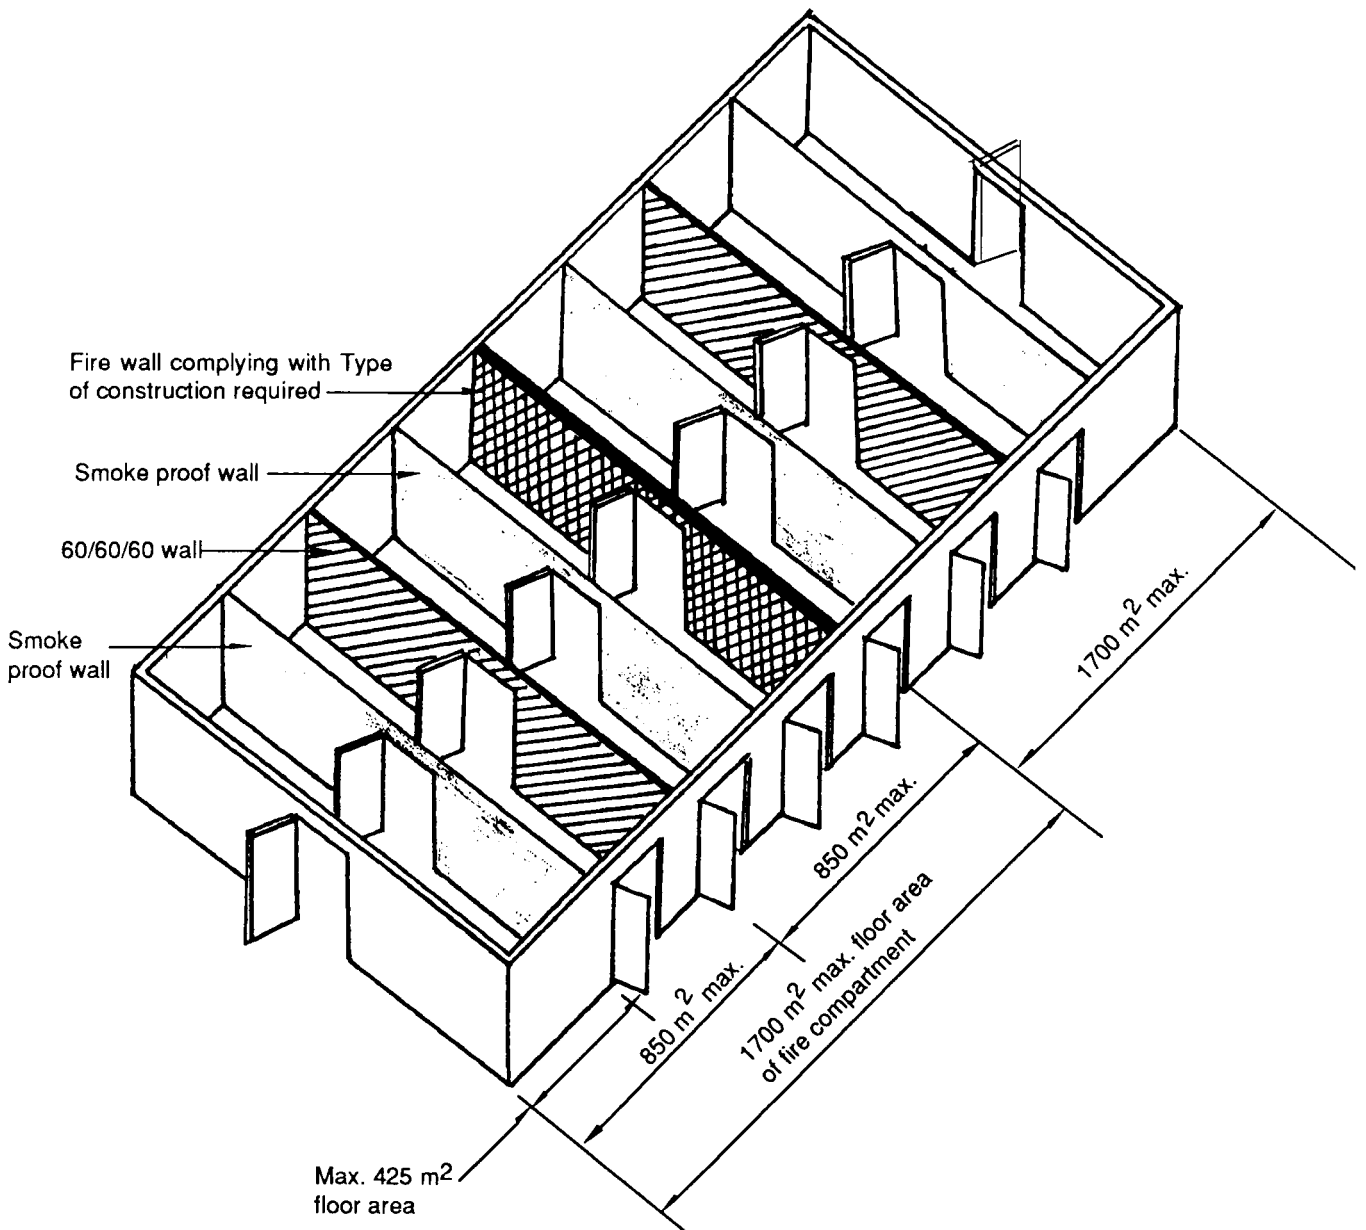 Fire wall complying with Type
of construction required
Smoke proof wall
60/60/60 wall
Smoke
proof wall
1700 m² max.
850 m² max.
850 m² max.
1700 m² max. floor area
of fire compartment
Max. 425 m²
floor area